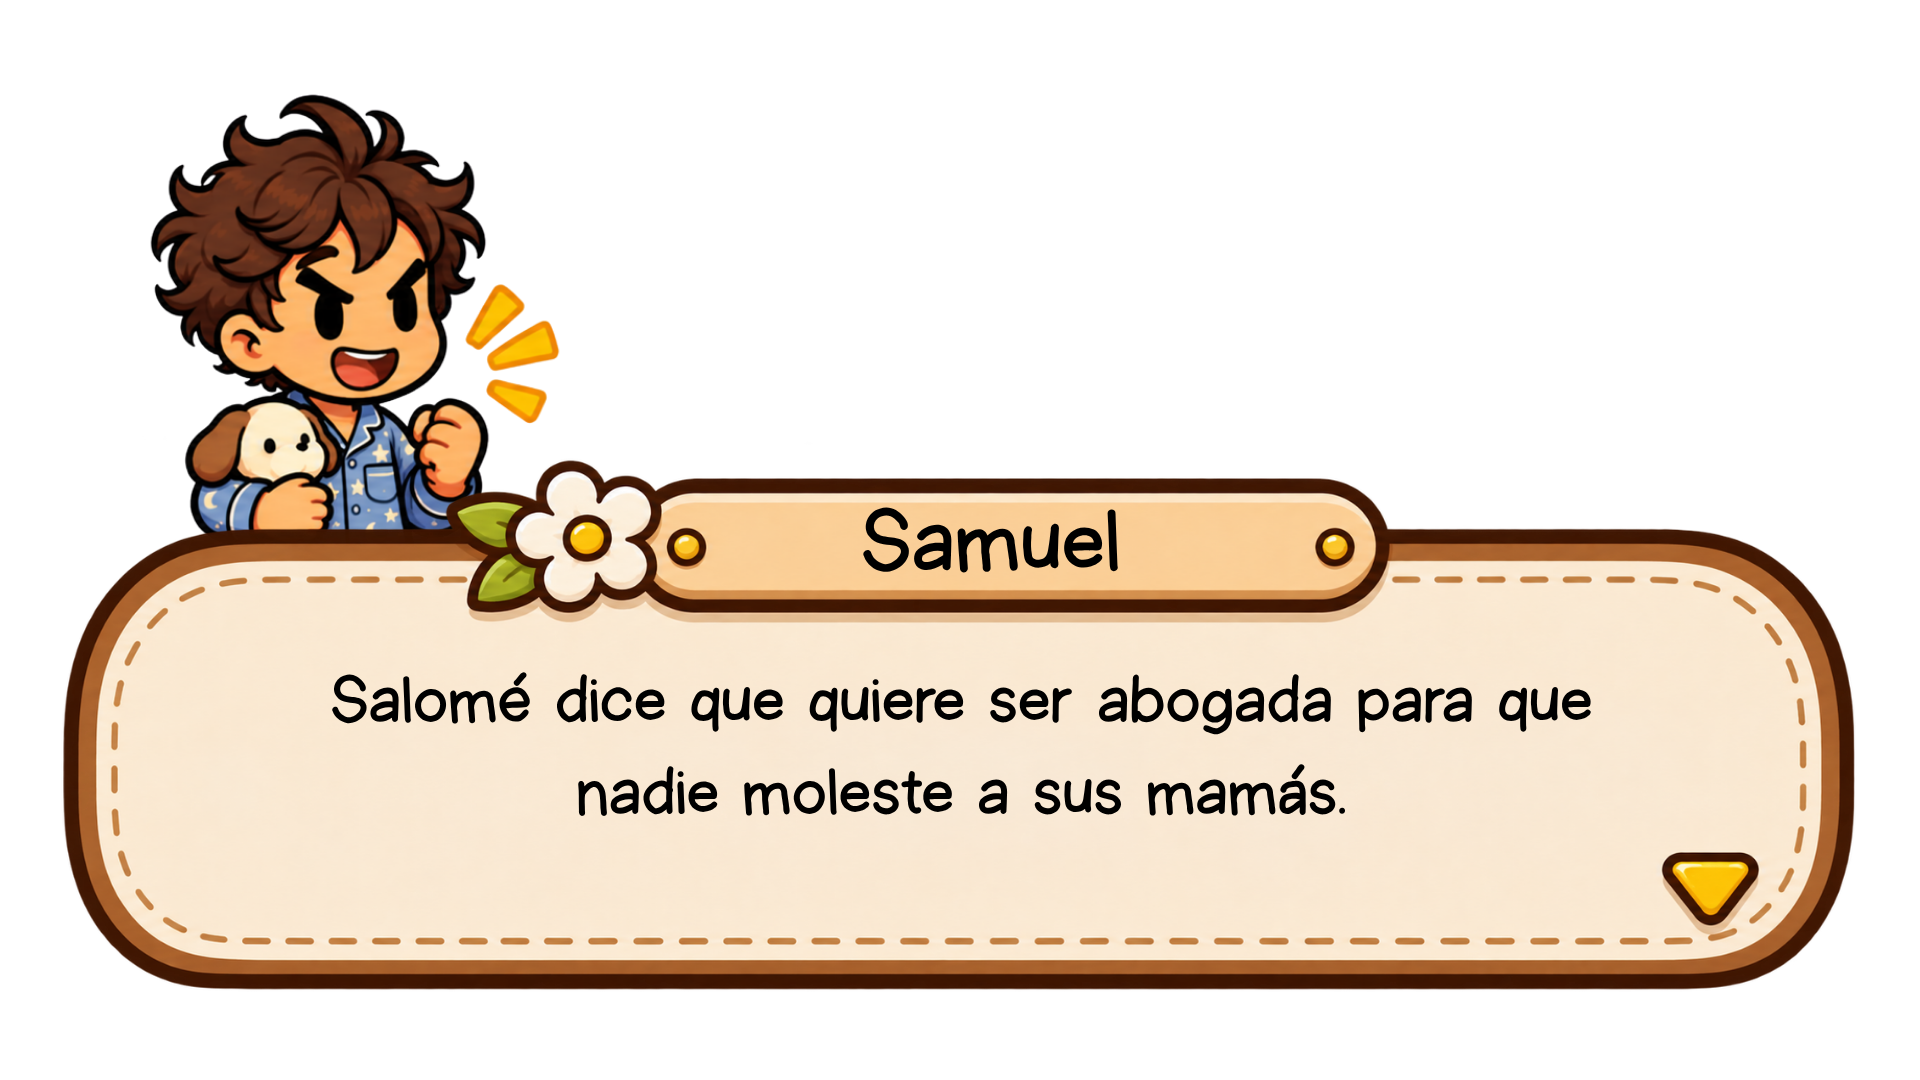 Samuel
Salomé dice que quiere ser abogada para que
nadie moleste a sus mamás.